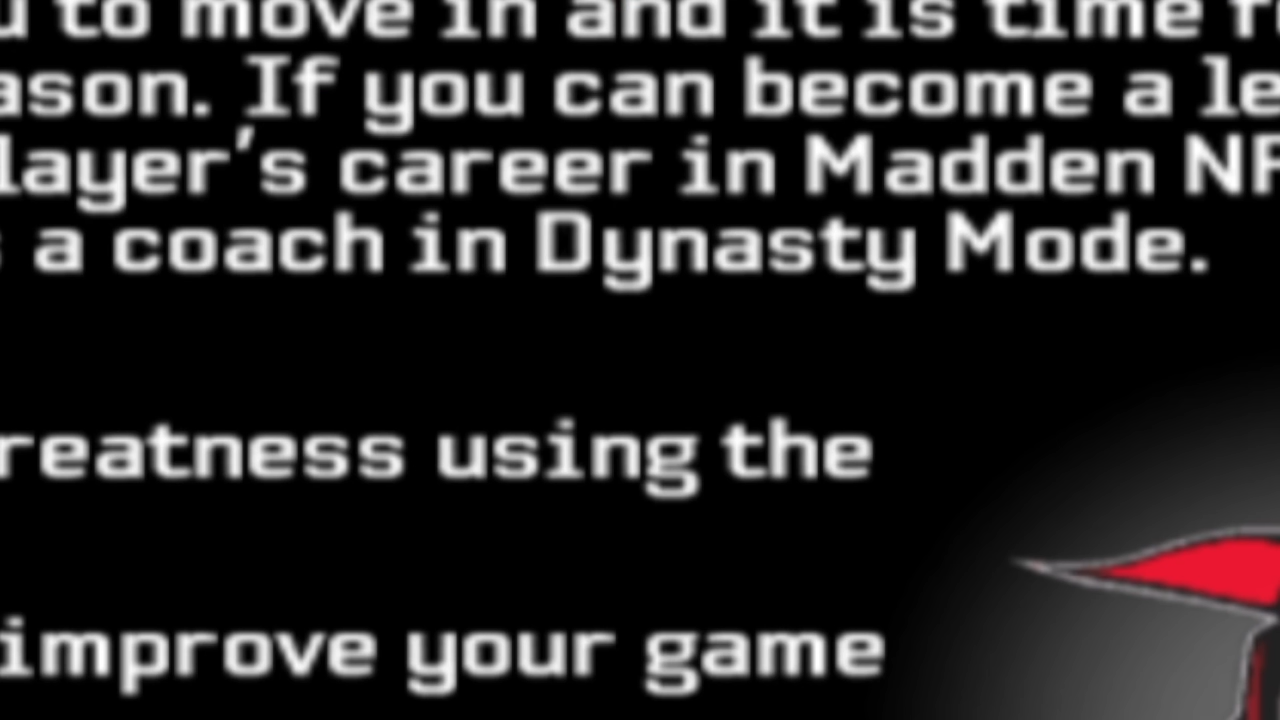 to move in and it is time
ason. If you can become a le
layer's career in Madden NF
a coach in Dynasty Mode.
reatness using the
improve your game